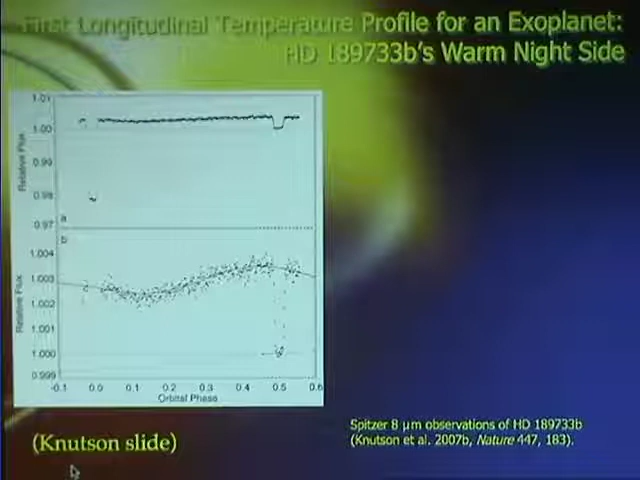 First Longitudinal Temperature Profile for an Exoplanet:
HD 189733b's Warm Night Side
1.01
1.00
0.99
0.98
0.97
Relative Flux
a
b
1.004
1.003
1.002
1.001
1.000
0.999
Relative Flux
-0.1 0.0 0.1 0.2 0.3 0.4 0.5 0.6
Orbital Phase
Spitzer 8 μm observations of HD 189733b
(Knutson et al. 2007b, Nature 447, 183).
(Knutson slide)